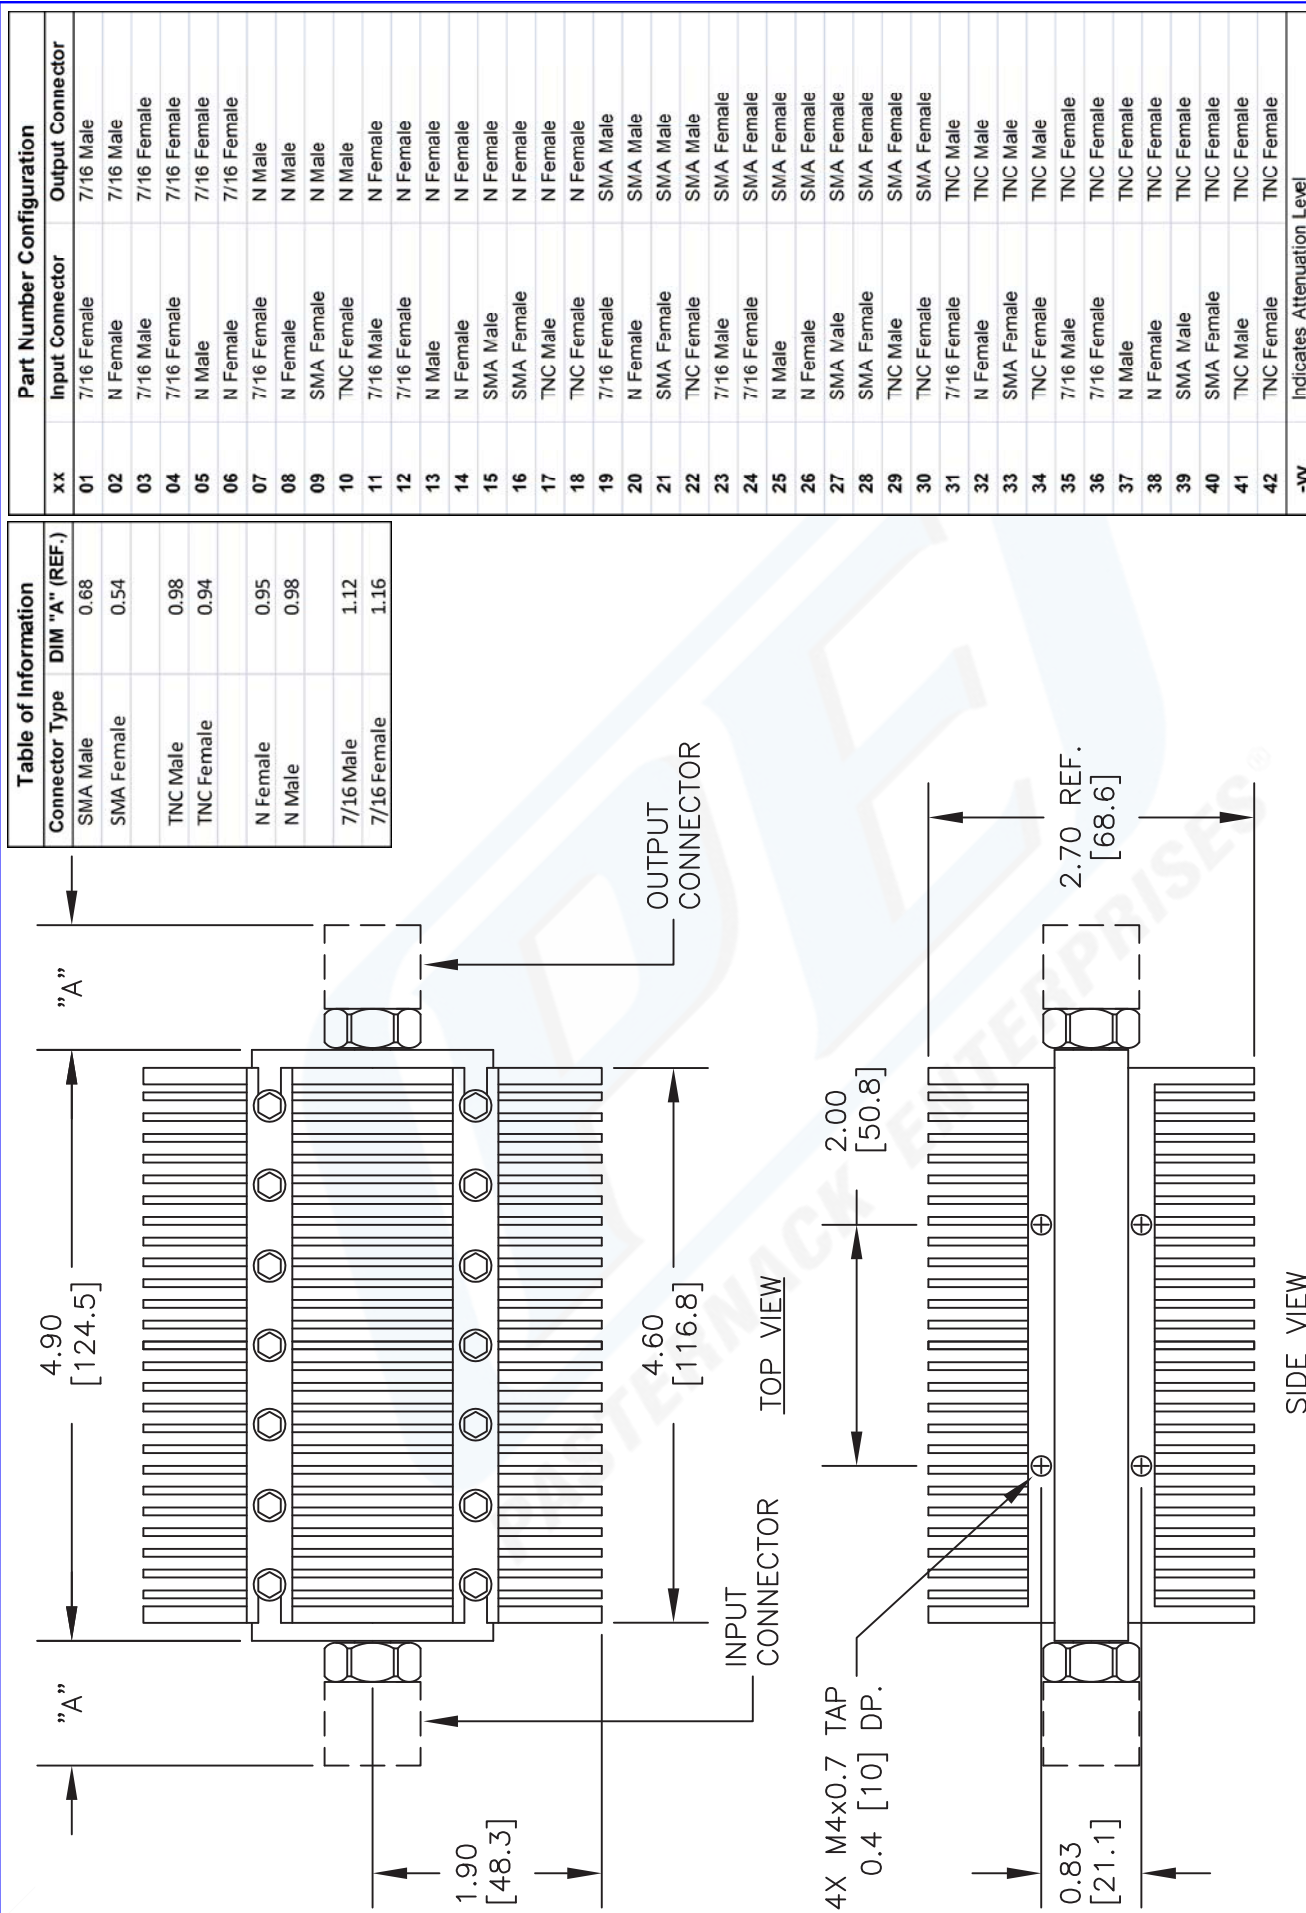 "A"
4.90
[124.5]
"A"
1.90
[48.3]
INPUT
CONNECTOR
OUTPUT
CONNECTOR
4.60
[116.8]
TOP VIEW
4X M4x0.7 TAP
0.4 [10] DP.
2.00
[50.8]
2.70 REF.
[68.6]
0.83
[21.1]
SIDE VIEW
PASTERNACK ENTERPRISES®
PE
Table of Information
Connector Type DIM "A" (REF.)
SMA Male 0.68
SMA Female 0.54
TNC Male 0.98
TNC Female 0.94
N Female 0.95
N Male 0.98
7/16 Male 1.12
7/16 Female 1.16
Part Number Configuration
xx Input Connector Output Connector
01 7/16 Female 7/16 Male
02 N Female 7/16 Male
03 7/16 Male 7/16 Female
04 7/16 Female 7/16 Female
05 N Male 7/16 Female
06 N Female 7/16 Female
07 7/16 Female N Male
08 N Female N Male
09 SMA Female N Male
10 TNC Female N Male
11 7/16 Male N Female
12 7/16 Female N Female
13 N Male N Female
14 N Female N Female
15 SMA Male N Female
16 SMA Female N Female
17 TNC Male N Female
18 TNC Female N Female
19 7/16 Female SMA Male
20 N Female SMA Male
21 SMA Female SMA Male
22 TNC Female SMA Male
23 7/16 Male SMA Female
24 7/16 Female SMA Female
25 N Male SMA Female
26 N Female SMA Female
27 SMA Male SMA Female
28 SMA Female SMA Female
29 TNC Male SMA Female
30 TNC Female SMA Female
31 7/16 Female TNC Male
32 N Female TNC Male
33 SMA Female TNC Male
34 TNC Female TNC Male
35 7/16 Male TNC Female
36 7/16 Female TNC Female
37 N Male TNC Female
38 N Female TNC Female
39 SMA Male TNC Female
40 SMA Female TNC Female
41 TNC Male TNC Female
42 TNC Female TNC Female
-yy Indicates Attenuation Level